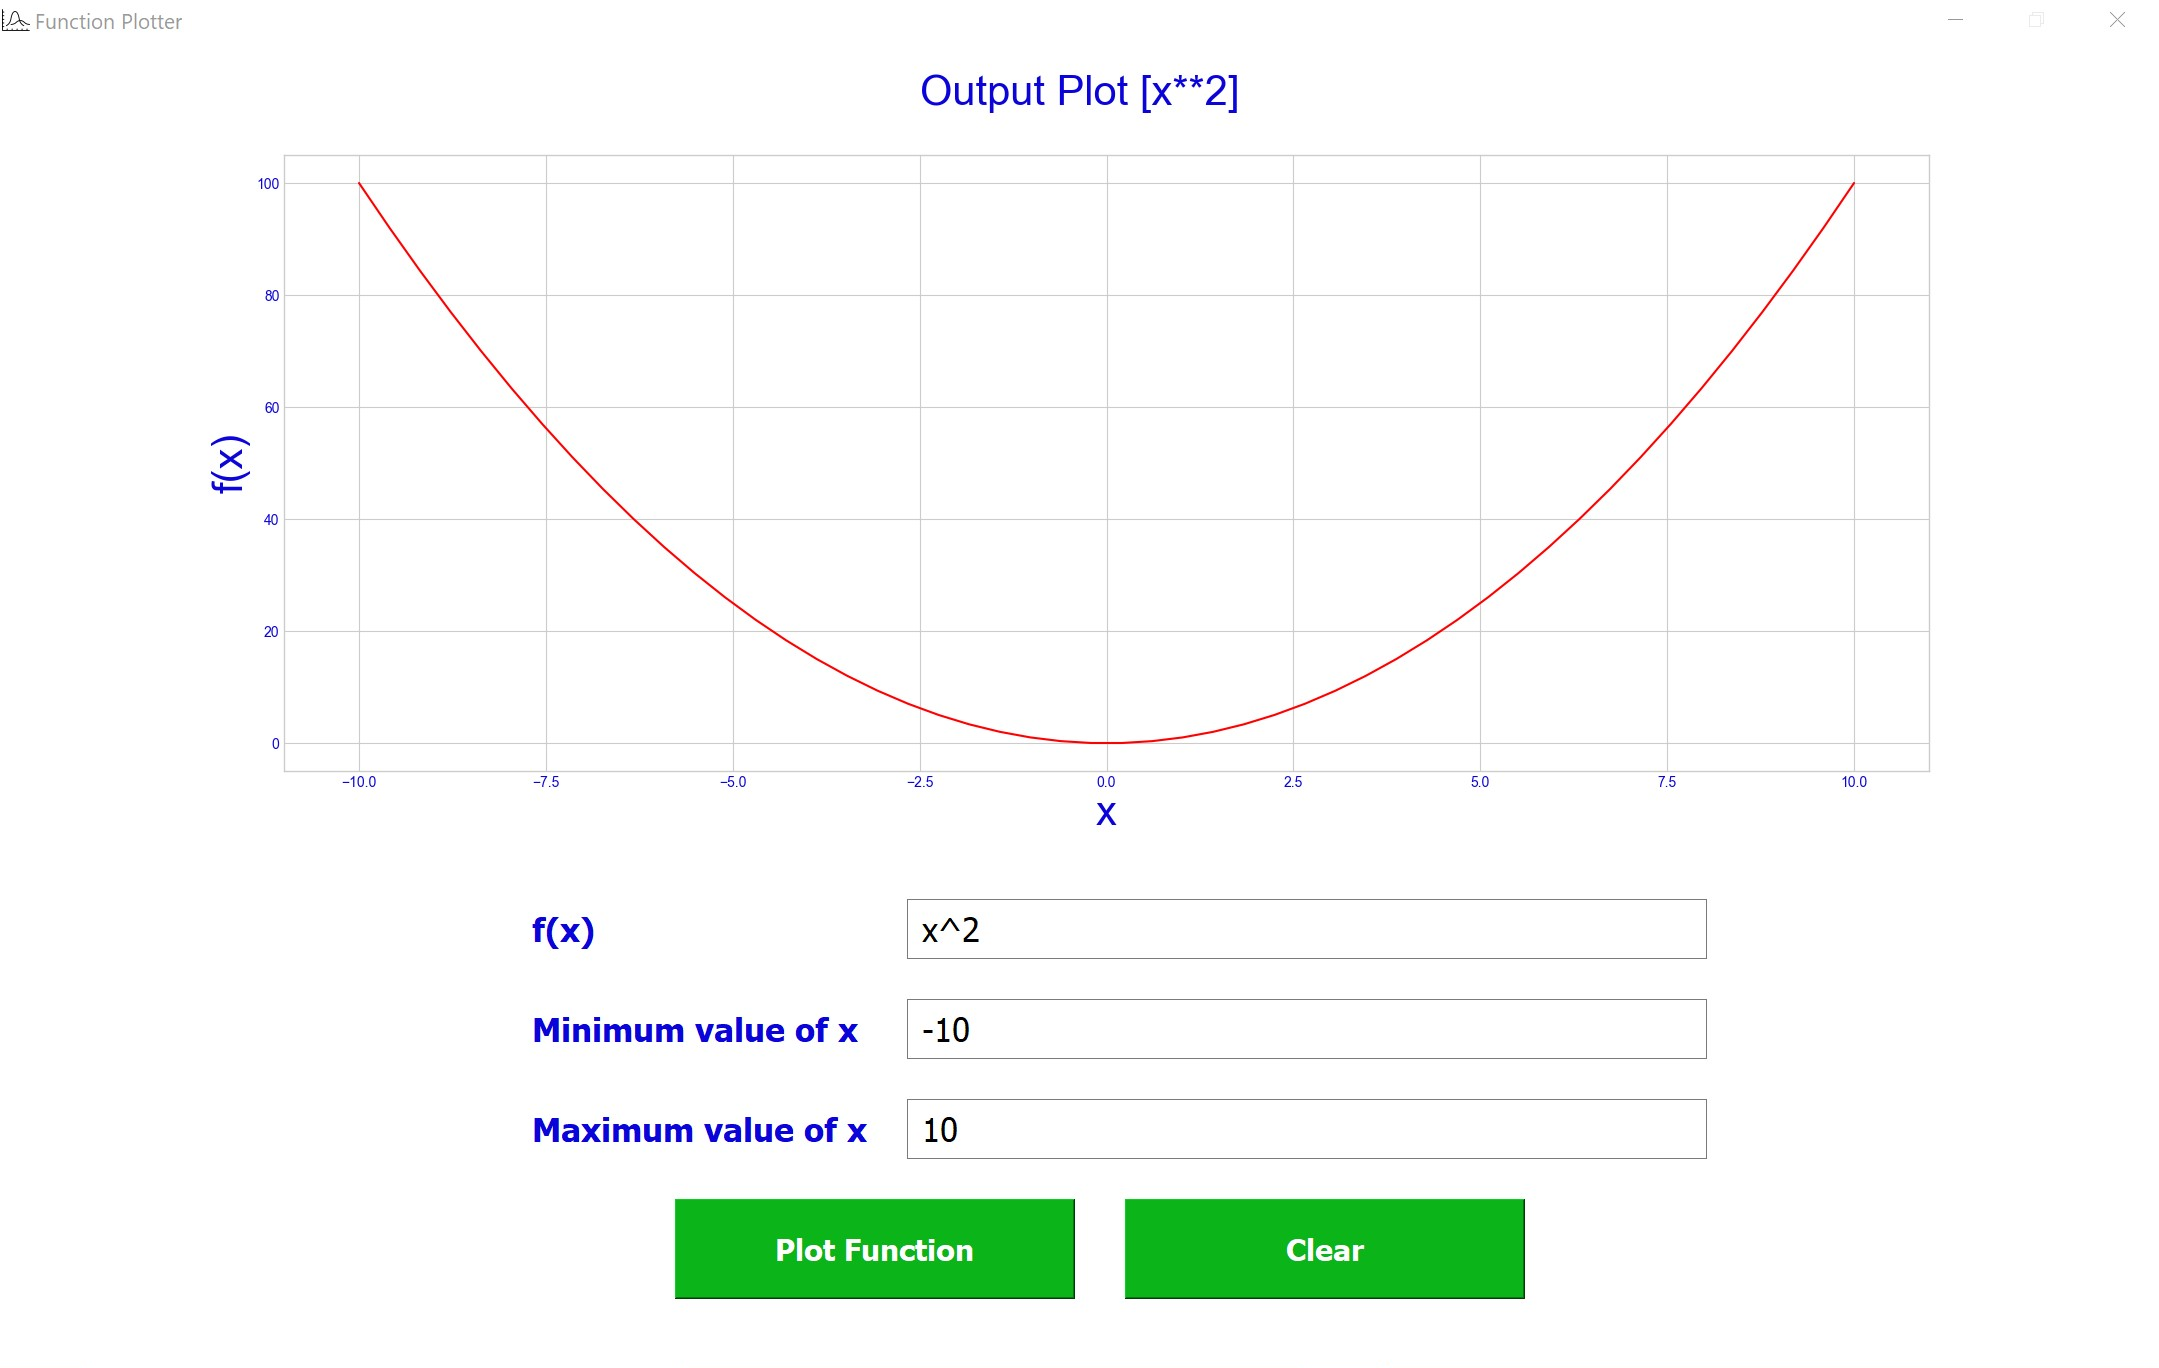 Function Plotter
Output Plot [x**2]
100
80
60
40
20
0
f(x)
−10.0 −7.5 −5.0 −2.5 0.0 2.5 5.0 7.5 10.0
x
f(x) x^2
Minimum value of x -10
Maximum value of x 10
Plot Function Clear